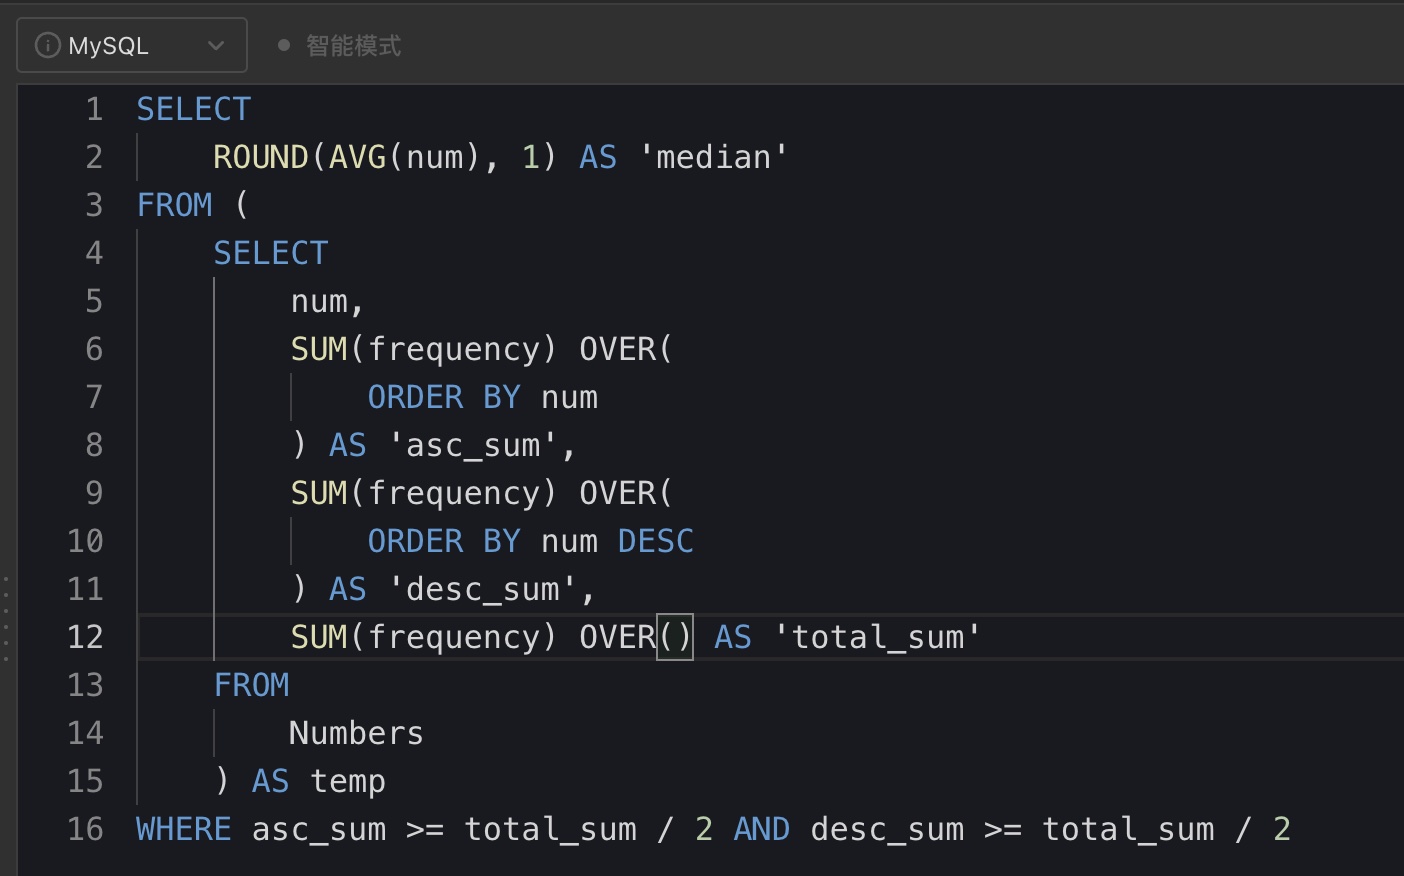 MySQL
智能模式
1 SELECT
2     ROUND(AVG(num), 1) AS 'median'
3 FROM (
4     SELECT
5         num,
6         SUM(frequency) OVER(
7             ORDER BY num
8         ) AS 'asc_sum',
9         SUM(frequency) OVER(
10             ORDER BY num DESC
11         ) AS 'desc_sum',
12         SUM(frequency) OVER() AS 'total_sum'
13     FROM
14         Numbers
15     ) AS temp
16 WHERE asc_sum >= total_sum / 2 AND desc_sum >= total_sum / 2